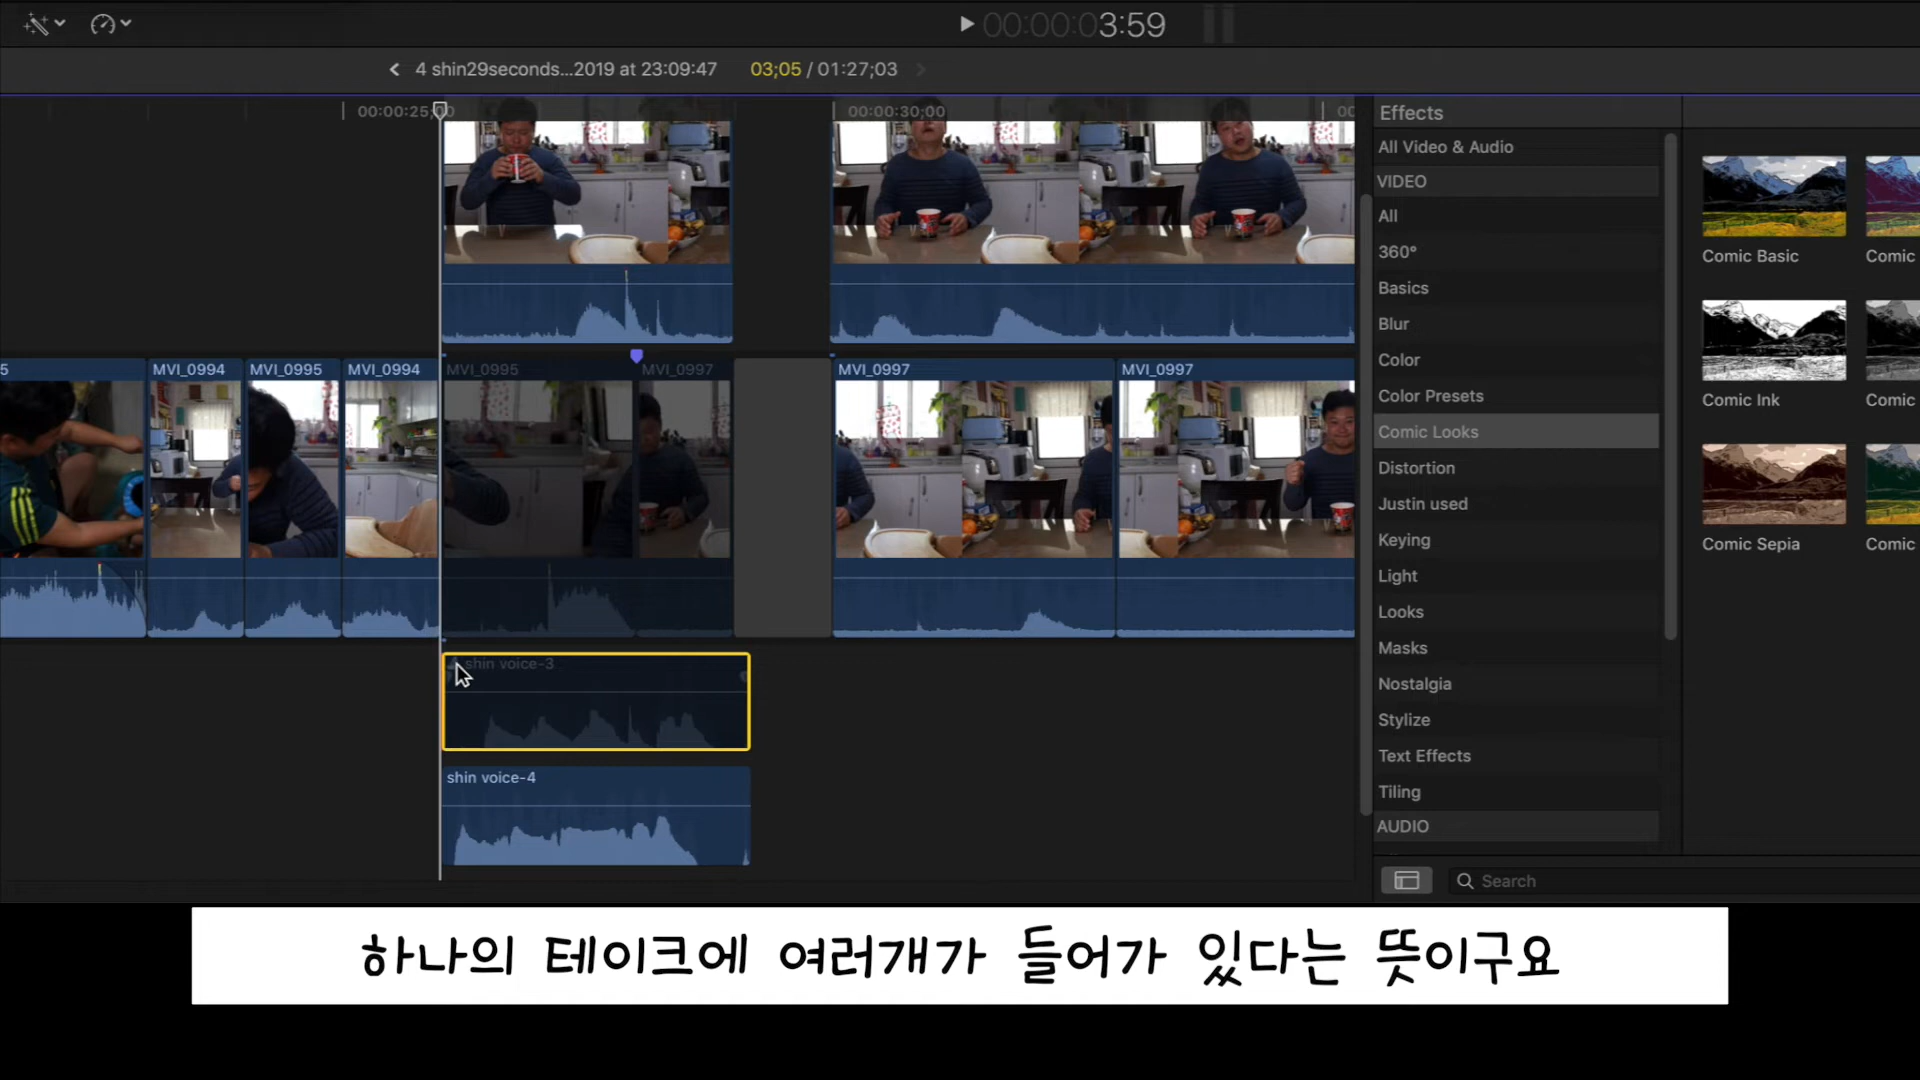 00:00:03:59
4 shin29seconds...2019 at 23:09:47
03;05 / 01:27;03
00:00:25;00
00:00:30;00
00
5
MVI_0994
MVI_0995
MVI_0994
MVI_0995
MVI_0997
MVI_0997
MVI_0997
shin voice-3
shin voice-4
Effects
All Video & Audio
VIDEO
All
360°
Basics
Blur
Color
Color Presets
Comic Looks
Distortion
Justin used
Keying
Light
Looks
Masks
Nostalgia
Stylize
Text Effects
Tiling
AUDIO
Search
Comic Basic
Comic
Comic Ink
Comic
Comic Sepia
Comic
하나의 테이크에 여러개가 들어가 있다는 뜻이구요